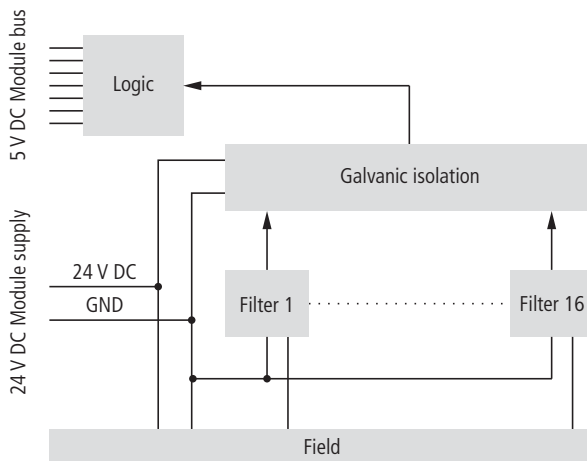 5 V DC Module bus
Logic
Galvanic isolation
24 V DC Module supply
24 V DC
GND
Filter 1
Filter 16
Field